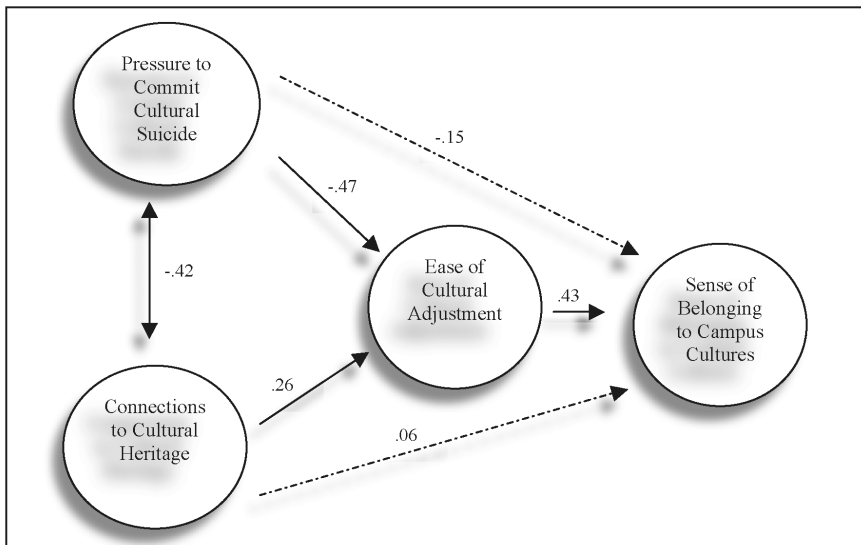 Pressure to
Commit
Cultural
Suicide
-.15
-.47
-.42
Ease of
Cultural
Adjustment
.43
Sense of
Belonging
to Campus
Cultures
.26
Connections
to Cultural
Heritage
.06